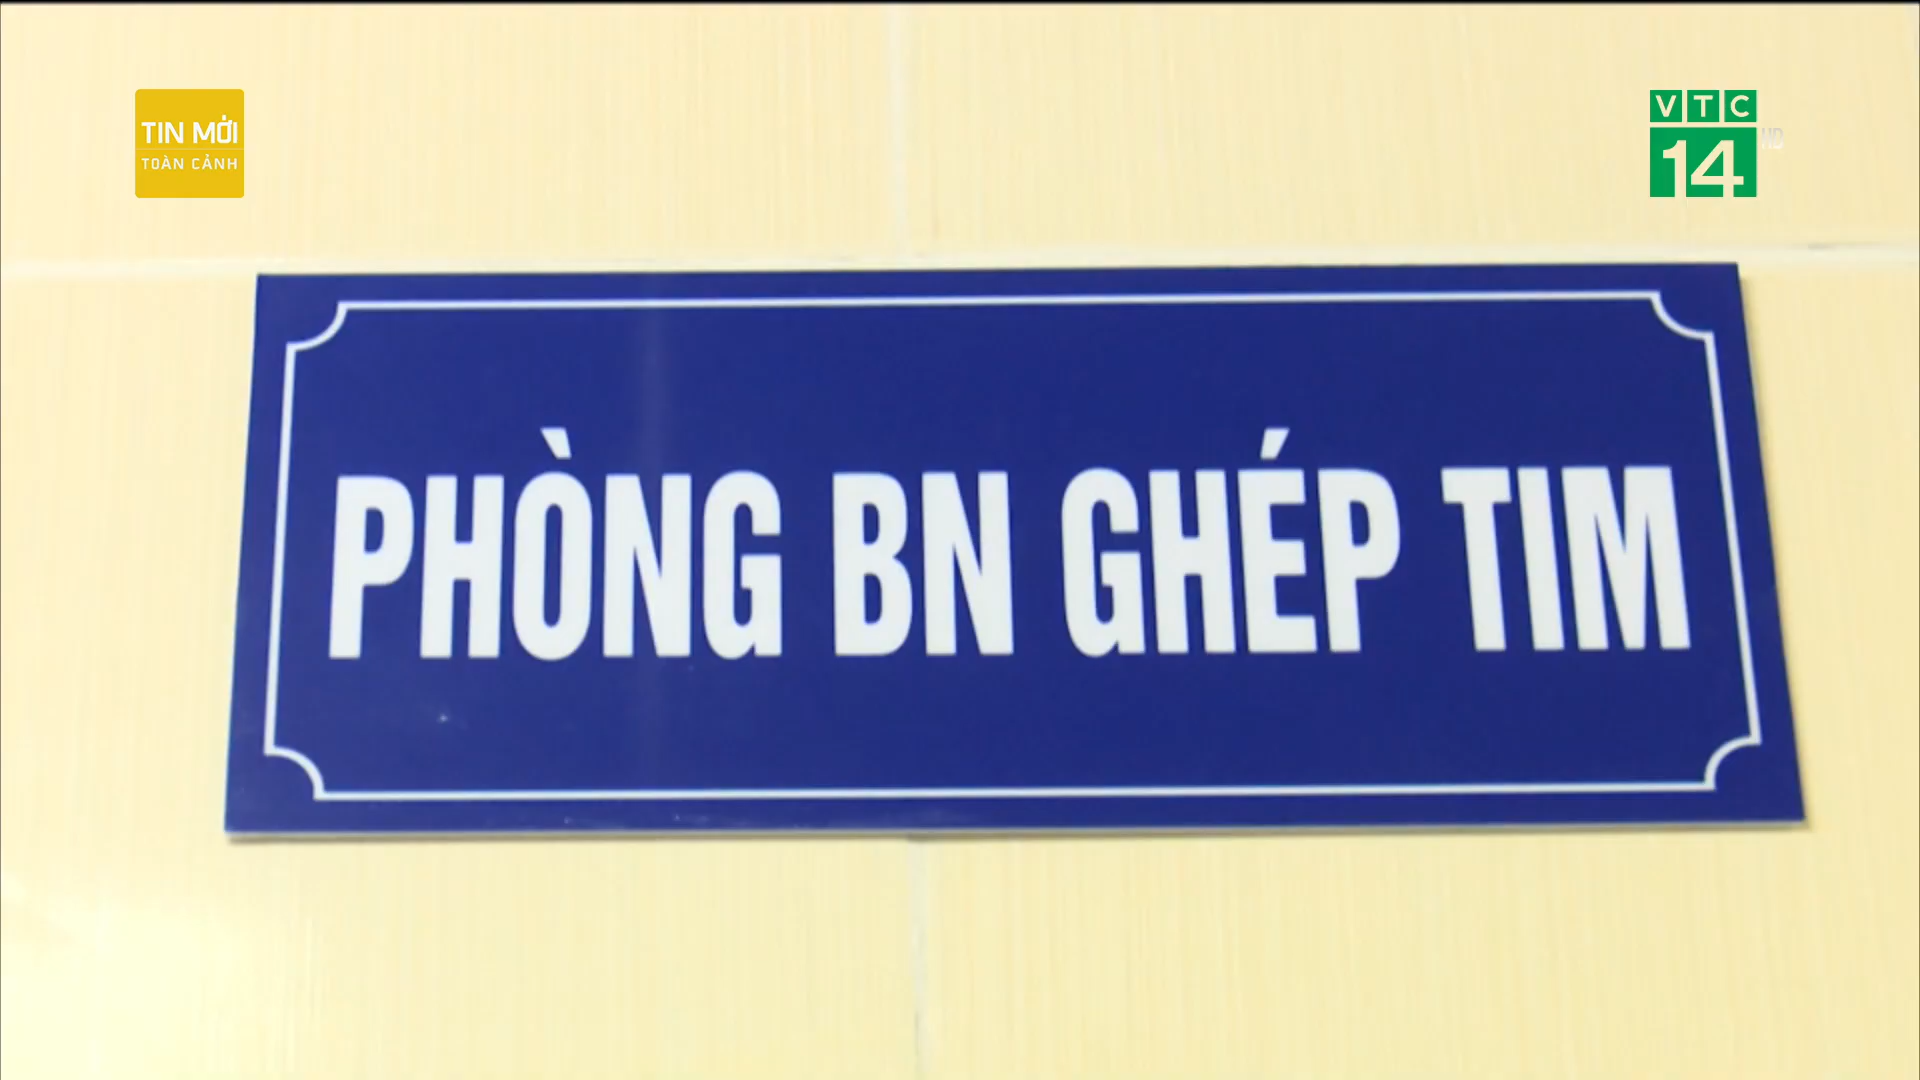 TIN MỚI
TOÀN CẢNH
VTC
14
HD
PHÒNG BN GHÉP TIM